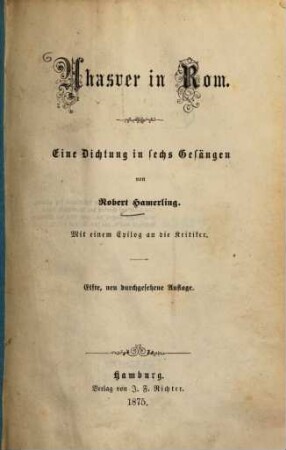 Ahasver in Rom.
Eine Dichtung in sechs Gesängen
von
Robert Hamerling.
Mit einem Epilog an die Kritiker.
Elfte, neu durchgesehene Auflage.
Hamburg.
Verlag von J. F. Richter.
1875.